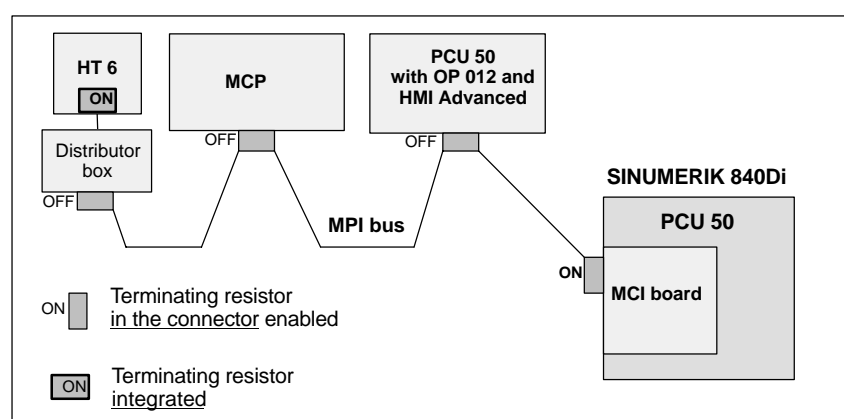 HT 6
ON
Distributor
box
OFF
MCP
OFF
PCU 50
with OP 012 and
HMI Advanced
OFF
MPI bus
SINUMERIK 840Di
PCU 50
ON
MCI board
ON
Terminating resistor
in the connector enabled
ON
Terminating resistor
integrated